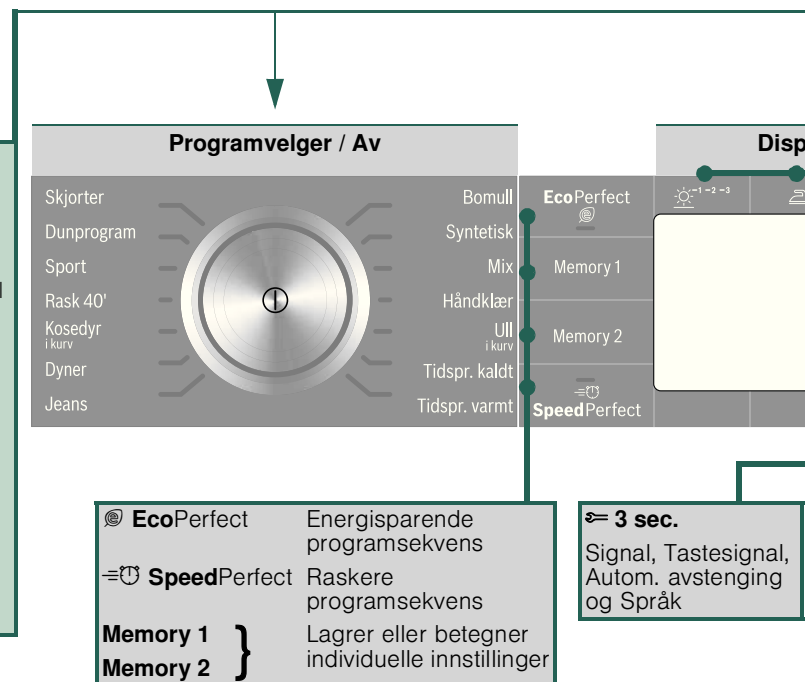 Programvelger / Av
Disp
Skjorter
Dunprogram
Sport
Rask 40'
Kosedyr
i kurv
Dyner
Jeans
Bomull
Syntetisk
Mix
Håndklær
Ull
i kurv
Tidspr. kaldt
Tidspr. varmt
EcoPerfect
Memory 1
Memory 2
SpeedPerfect
-1 -2 -3
EcoPerfect Energisparende
programsekvens
SpeedPerfect Raskere
programsekvens
Memory 1 } Lagrer eller betegner
Memory 2 individuelle innstillinger
3 sec.
Signal, Tastesignal,
Autom. avstenging
og Språk